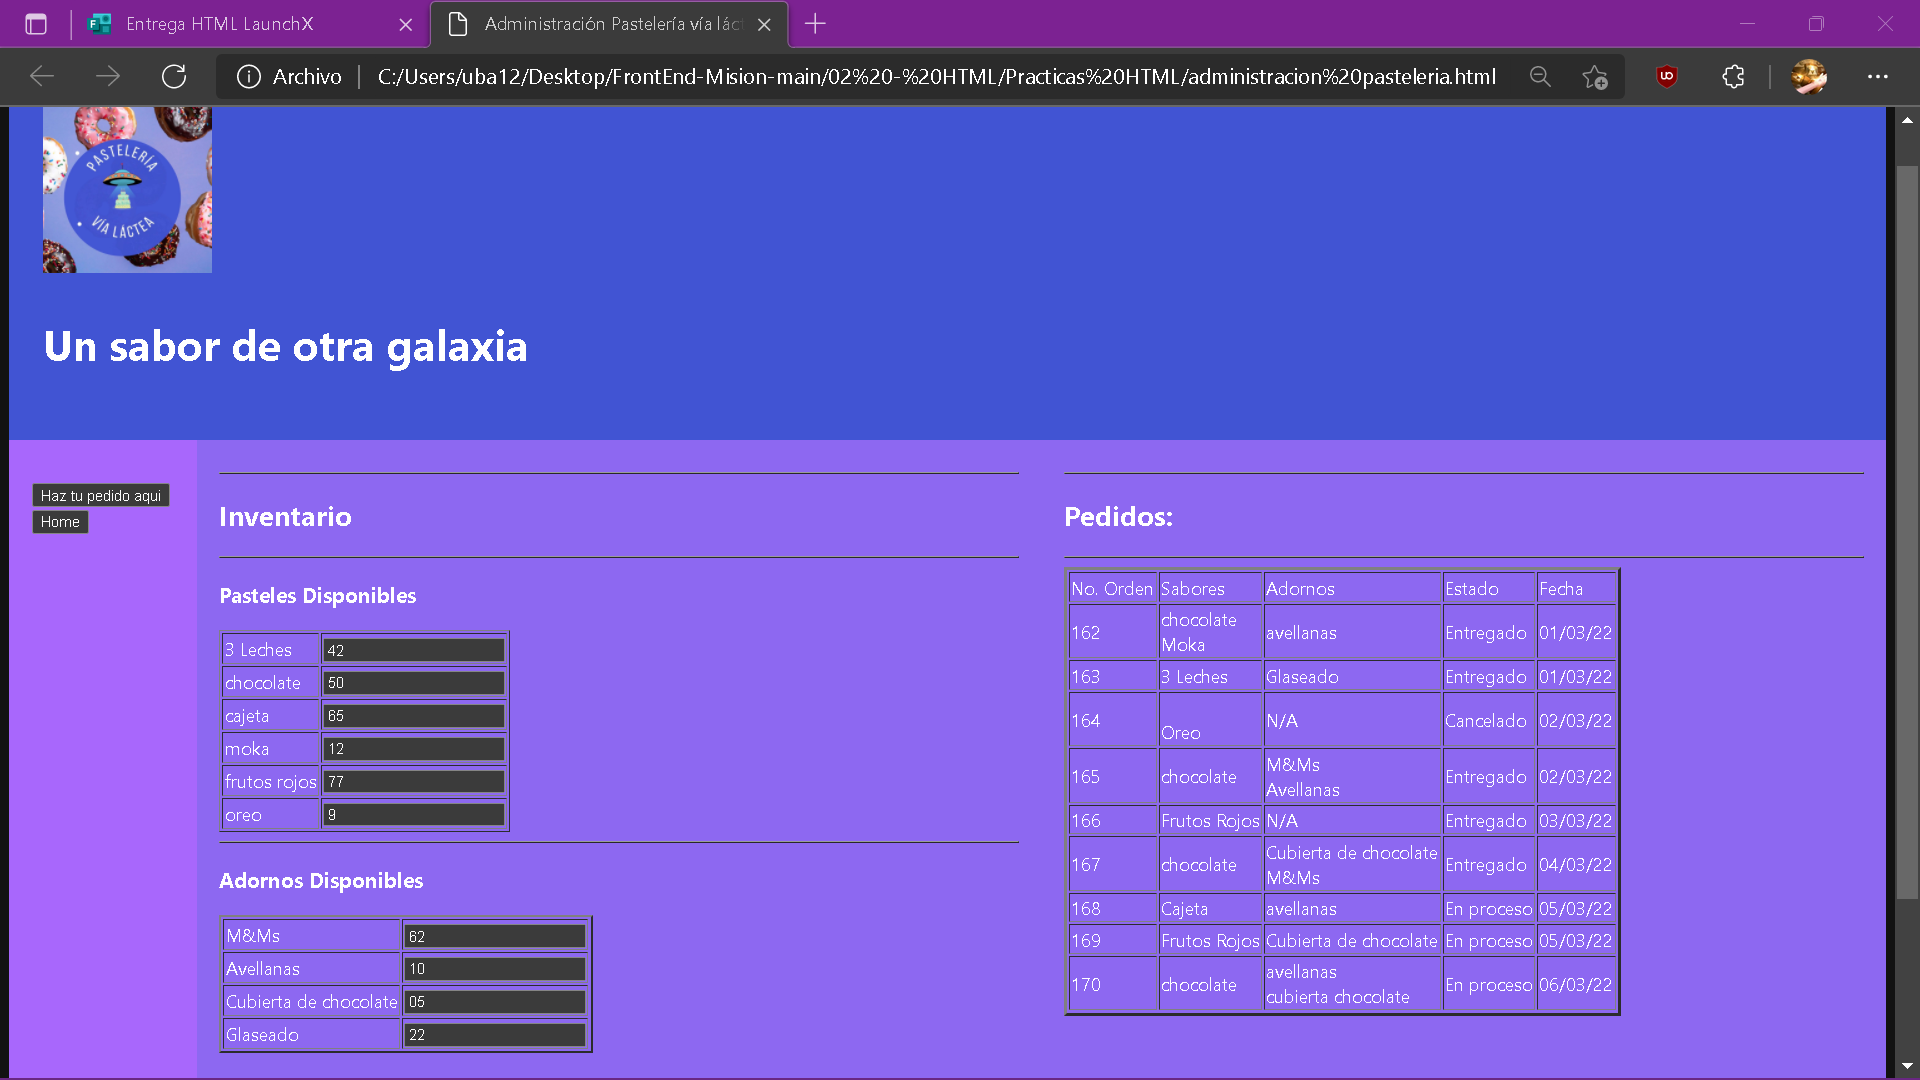 Entrega HTML LaunchX
Administración Pastelería vía láct
Archivo
C:/Users/uba12/Desktop/FrontEnd-Mision-main/02%20-%20HTML/Practicas%20HTML/administracion%20pasteleria.html
PASTELERÍA
VÍA LÁCTEA
Un sabor de otra galaxia
Haz tu pedido aqui
Home
Inventario
Pasteles Disponibles
3 Leches 42
chocolate 50
cajeta 65
moka 12
frutos rojos 77
oreo 9
Adornos Disponibles
M&Ms 62
Avellanas 10
Cubierta de chocolate 05
Glaseado 22
Pedidos:
No. Orden Sabores Adornos Estado Fecha
162 chocolate Moka avellanas Entregado 01/03/22
163 3 Leches Glaseado Entregado 01/03/22
164 Oreo N/A Cancelado 02/03/22
165 chocolate M&Ms Avellanas Entregado 02/03/22
166 Frutos Rojos N/A Entregado 03/03/22
167 chocolate Cubierta de chocolate M&Ms Entregado 04/03/22
168 Cajeta avellanas En proceso 05/03/22
169 Frutos Rojos Cubierta de chocolate En proceso 05/03/22
170 chocolate avellanas cubierta chocolate En proceso 06/03/22